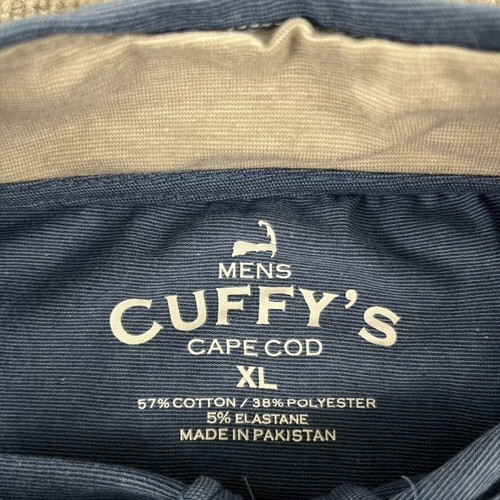 MENS
CUFFY'S
CAPE COD
XL
57% COTTON / 38% POLYESTER
5% ELASTANE
MADE IN PAKISTAN